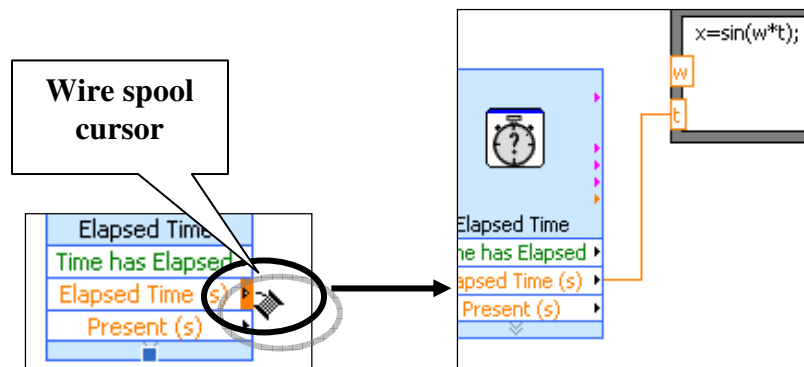 Wire spool
cursor
Elapsed Time
Time has Elapsed
Elapsed Time (s)
Present (s)
x=sin(w*t);
w
t
?
Elapsed Time
me has Elapsed
apsed Time (s)
Present (s)